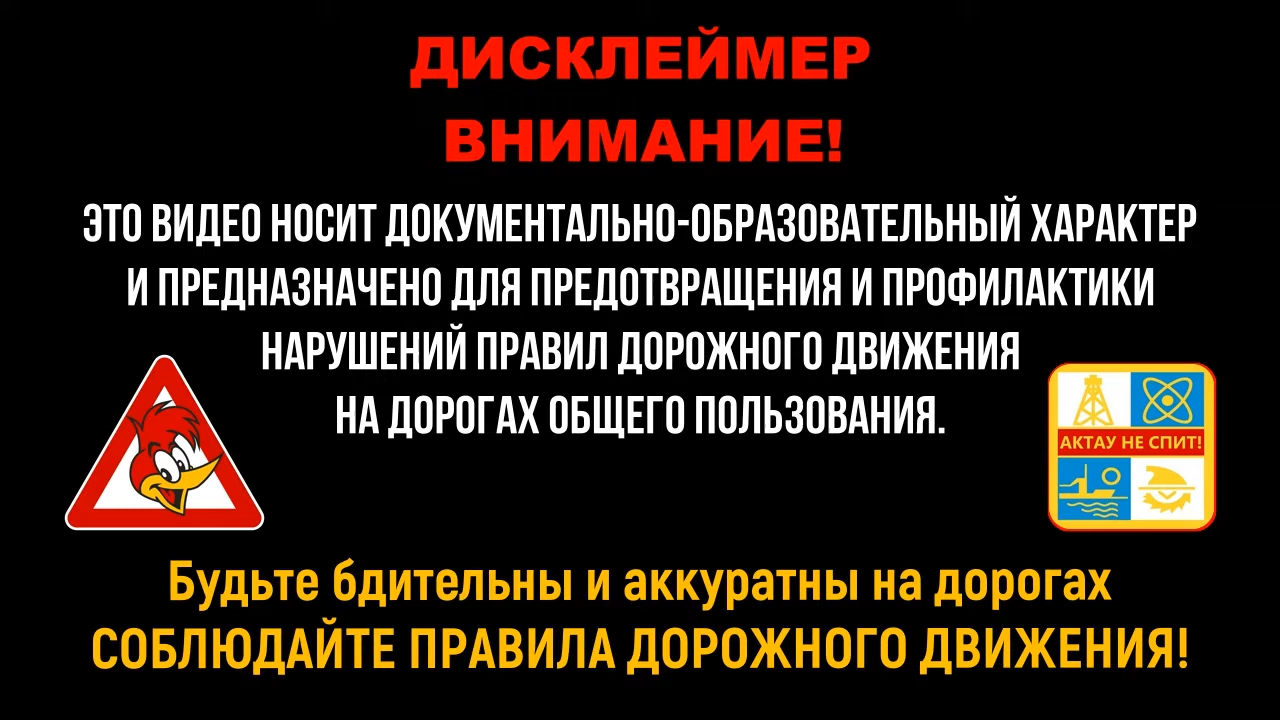 ДИСКЛЕЙМЕР
ВНИМАНИЕ!
ЭТО ВИДЕО НОСИТ ДОКУМЕНТАЛЬНО-ОБРАЗОВАТЕЛЬНЫЙ ХАРАКТЕР
И ПРЕДНАЗНАЧЕНО ДЛЯ ПРЕДОТВРАЩЕНИЯ И ПРОФИЛАКТИКИ
НАРУШЕНИЙ ПРАВИЛ ДОРОЖНОГО ДВИЖЕНИЯ
НА ДОРОГАХ ОБЩЕГО ПОЛЬЗОВАНИЯ.
АКТАУ НЕ СПИТ!
Будьте бдительны и аккуратны на дорогах
СОБЛЮДАЙТЕ ПРАВИЛА ДОРОЖНОГО ДВИЖЕНИЯ!